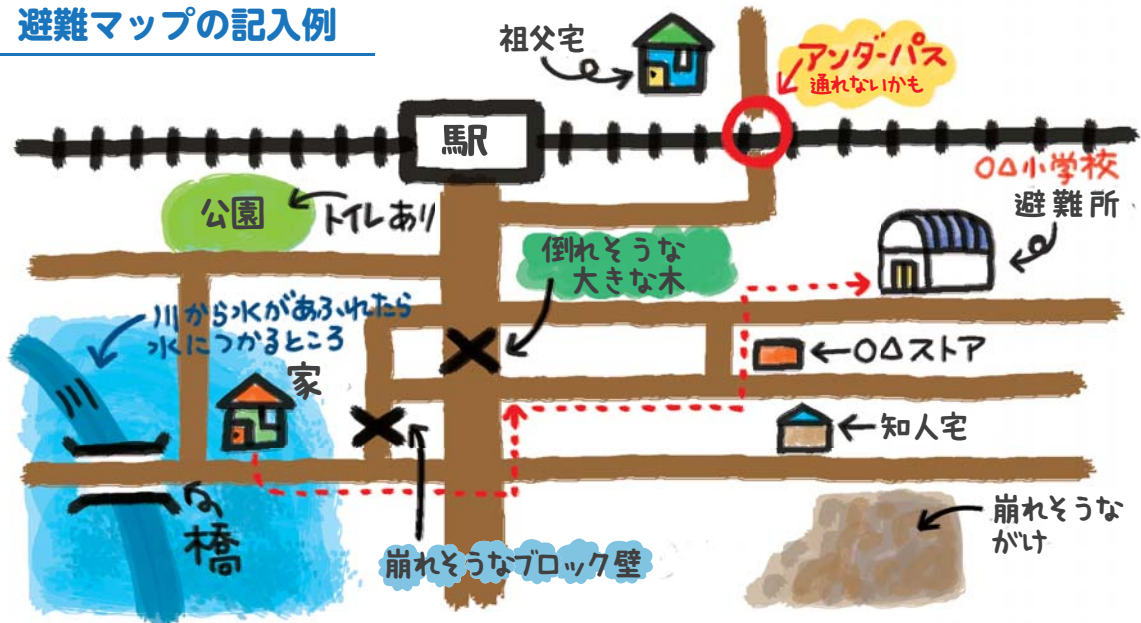 避難マップの記入例
祖父宅
アンダーパス
通れないかも
駅
○△小学校
避難所
公園
トイレあり
倒れそうな
大きな木
川から水があふれたら
水につかるところ
家
○△ストア
知人宅
橋
崩れそうなブロック壁
崩れそうな
がけ